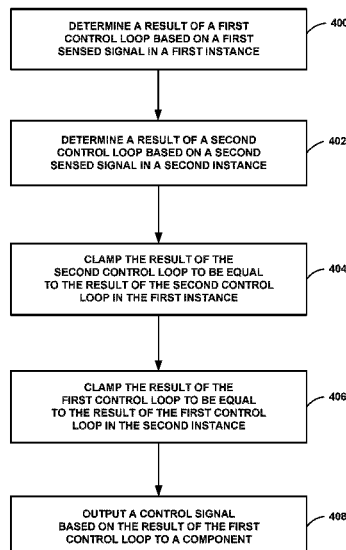 DETERMINE A RESULT OF A FIRST
CONTROL LOOP BASED ON A FIRST
SENSED SIGNAL IN A FIRST INSTANCE
400
DETERMINE A RESULT OF A SECOND
CONTROL LOOP BASED ON A SECOND
SENSED SIGNAL IN A SECOND INSTANCE
402
CLAMP THE RESULT OF THE
SECOND CONTROL LOOP TO BE EQUAL
TO THE RESULT OF THE SECOND CONTROL
LOOP IN THE FIRST INSTANCE
404
CLAMP THE RESULT OF THE
FIRST CONTROL LOOP TO BE EQUAL
TO THE RESULT OF THE FIRST CONTROL
LOOP IN THE SECOND INSTANCE
406
OUTPUT A CONTROL SIGNAL
BASED ON THE RESULT OF THE FIRST
CONTROL LOOP TO A COMPONENT
408